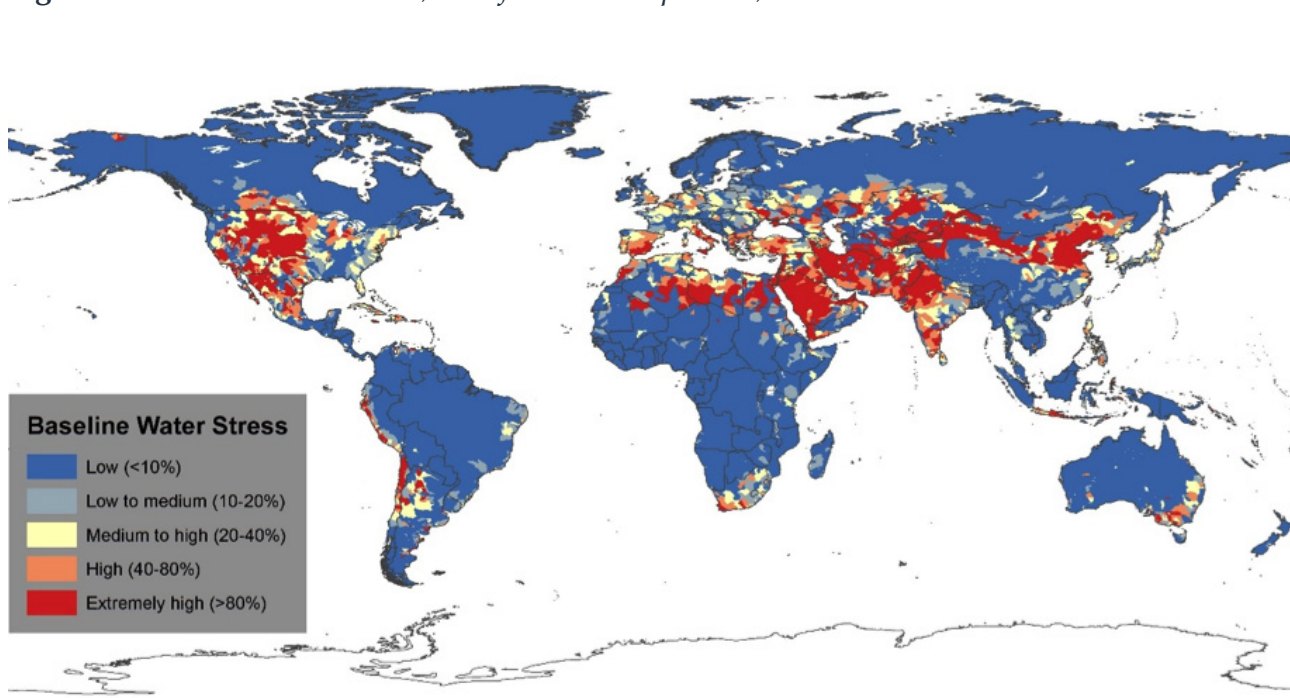 Baseline Water Stress
Low (<10%)
Low to medium (10-20%)
Medium to high (20-40%)
High (40-80%)
Extremely high (>80%)